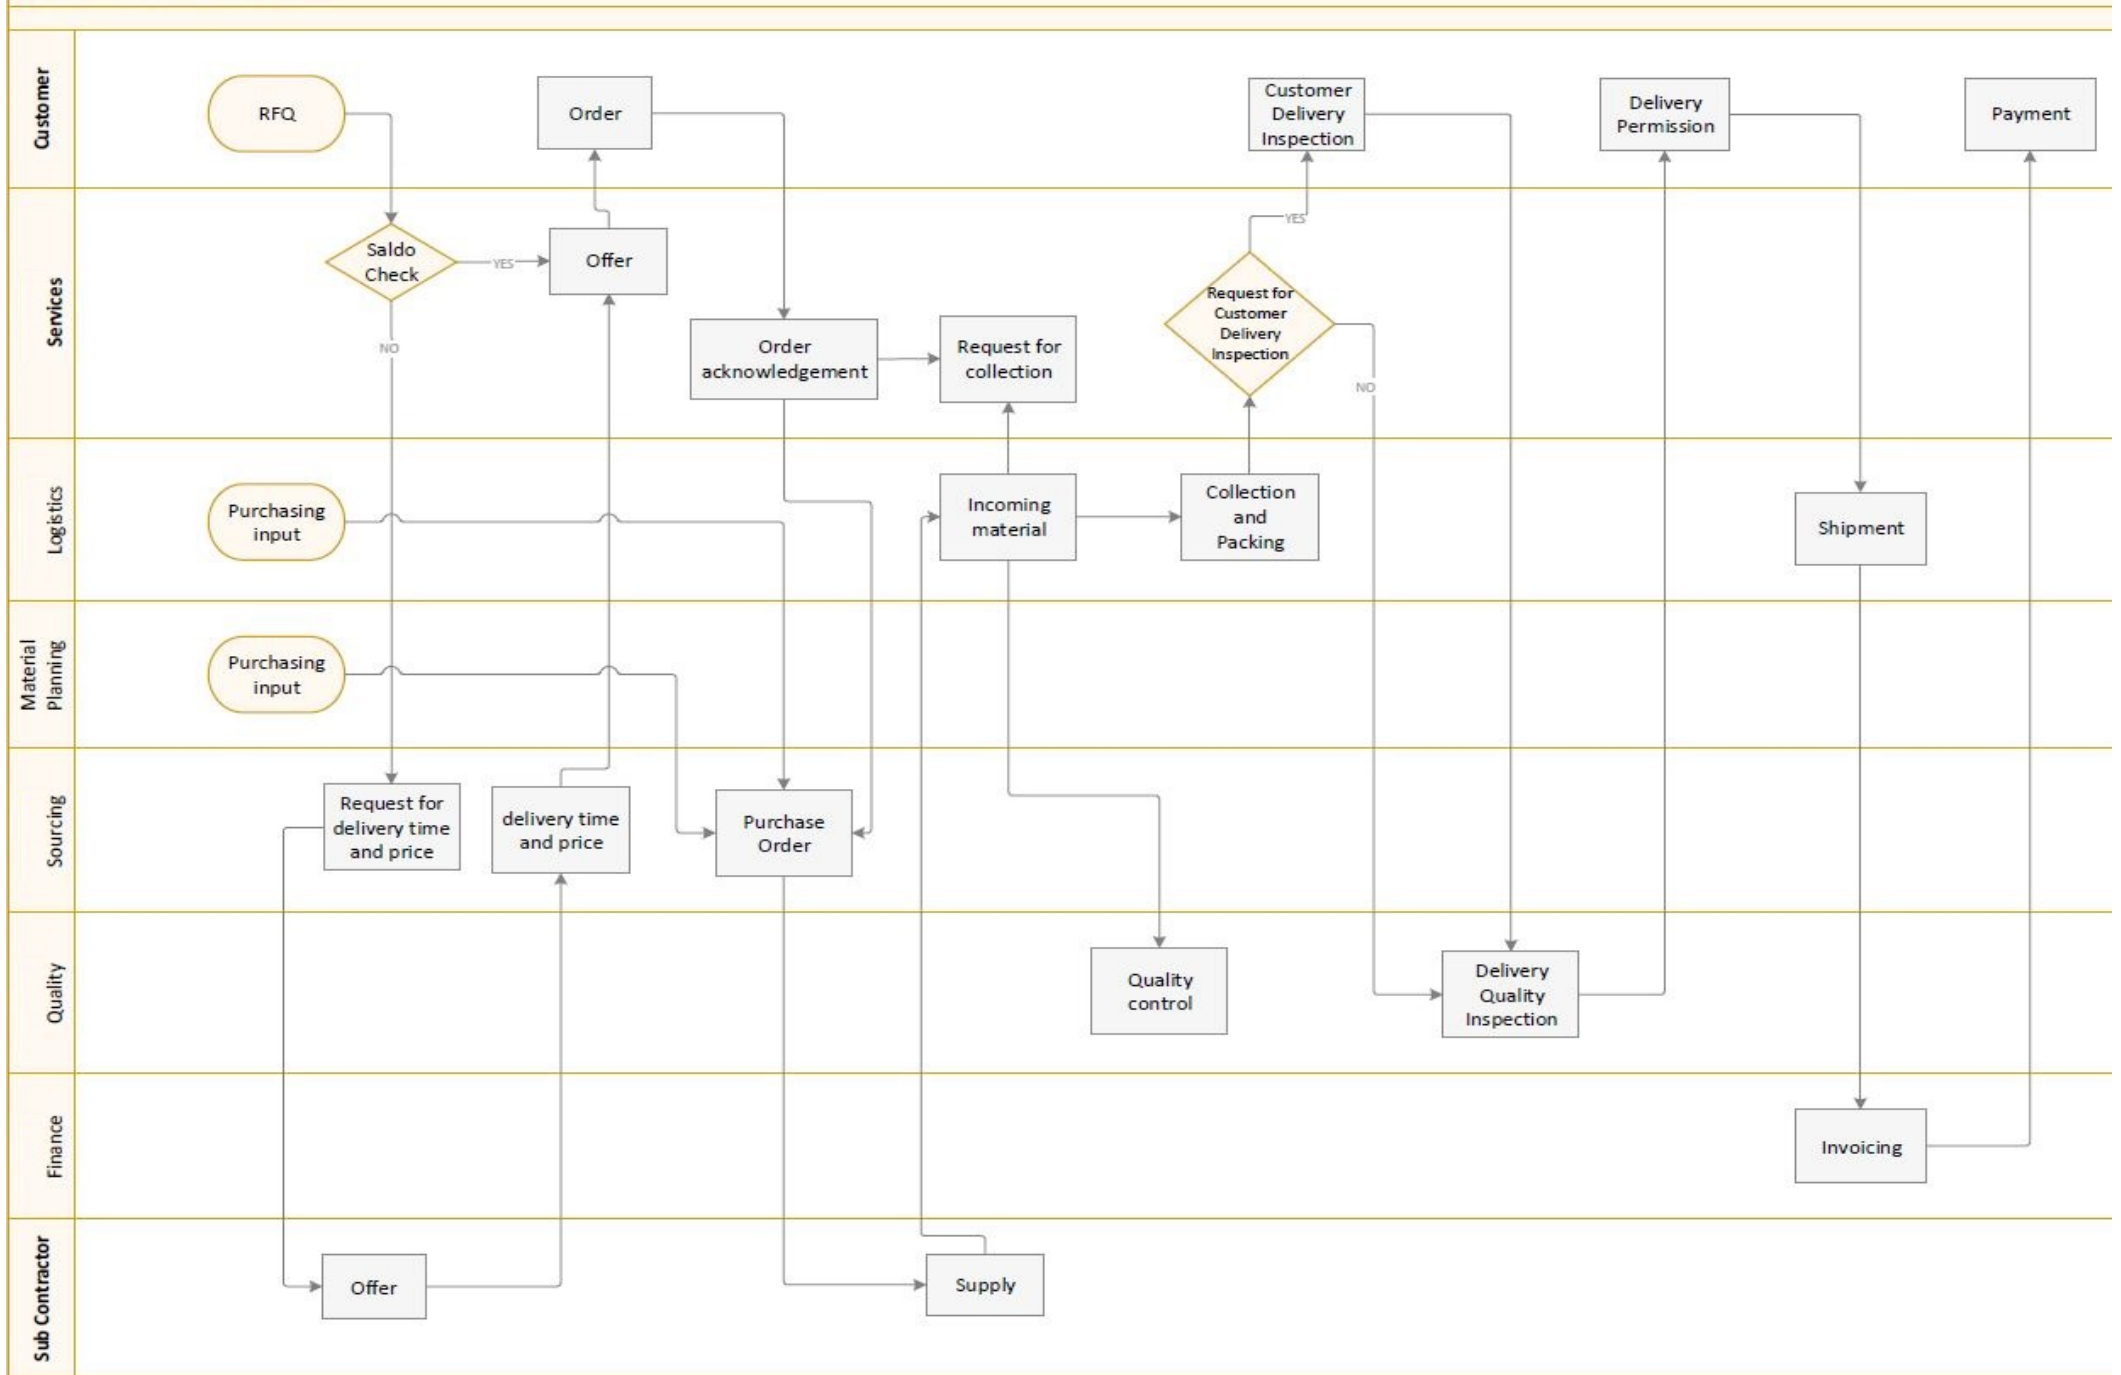 Customer
RFQ
Order
Customer
Delivery
Inspection
Delivery
Permission
Payment
Services
Saldo
Check
YES
NO
Offer
Order
acknowledgement
Request for
collection
YES
Request for
Customer
Delivery
Inspection
NO
Logistics
Purchasing
input
Incoming
material
Collection
and
Packing
Shipment
Material
Planning
Purchasing
input
Sourcing
Request for
delivery time
and price
delivery time
and price
Purchase
Order
Quality
Quality
control
Delivery
Quality
Inspection
Finance
Invoicing
Sub Contractor
Offer
Supply